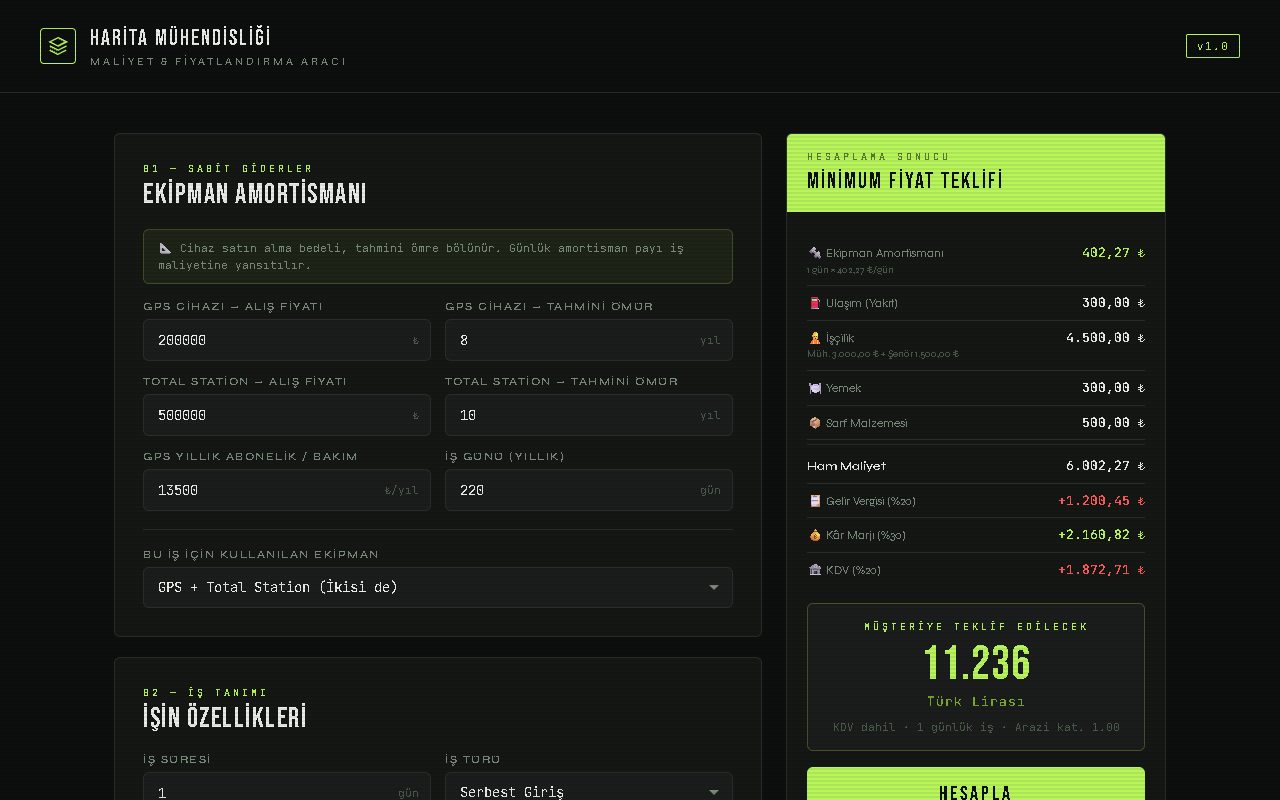 HARİTA MÜHENDİSLİĞİ
MALİYET & FİYATLANDIRMA ARACI
v1.0
01 — SABİT GİDERLER
EKİPMAN AMORTİSMANI
📐 Cihaz satın alma bedeli, tahmini ömre bölünür. Günlük amortisman payı iş
maliyetine yansıtılır.
GPS CİHAZI — ALIŞ FİYATI
GPS CİHAZI — TAHMİNİ ÖMÜR
200000 ₺
8 yıl
TOTAL STATION — ALIŞ FİYATI
TOTAL STATION — TAHMİNİ ÖMÜR
500000 ₺
10 yıl
GPS YILLIK ABONELİK / BAKIM
İŞ GÜNÜ (YILLIK)
13500 ₺/yıl
220 gün
BU İŞ İÇİN KULLANILAN EKİPMAN
GPS + Total Station (İkisi de)
02 — İŞ TANIMI
İŞİN ÖZELLİKLERİ
İŞ SÜRESİ
İŞ TÜRÜ
1 gün
Serbest Giriş
HESAPLAMA SONUCU
MİNİMUM FİYAT TEKLİFİ
🔩 Ekipman Amortismanı 402,27 ₺
1 gün × 402,27 ₺/gün
⛽ Ulaşım (Yakıt) 300,00 ₺
👷 İşçilik 4.500,00 ₺
Müh. 3.000,00 ₺ + Şenör 1.500,00 ₺
🍽️ Yemek 300,00 ₺
📦 Sarf Malzemesi 500,00 ₺
Ham Maliyet 6.002,27 ₺
📋 Gelir Vergisi (%20) +1.200,45 ₺
💰 Kâr Marjı (%30) +2.160,82 ₺
🏛️ KDV (%20) +1.872,71 ₺
MÜŞTERİYE TEKLİF EDİLECEK
11.236
Türk Lirası
KDV dahil · 1 günlük iş · Arazi kat. 1.00
HESAPLA